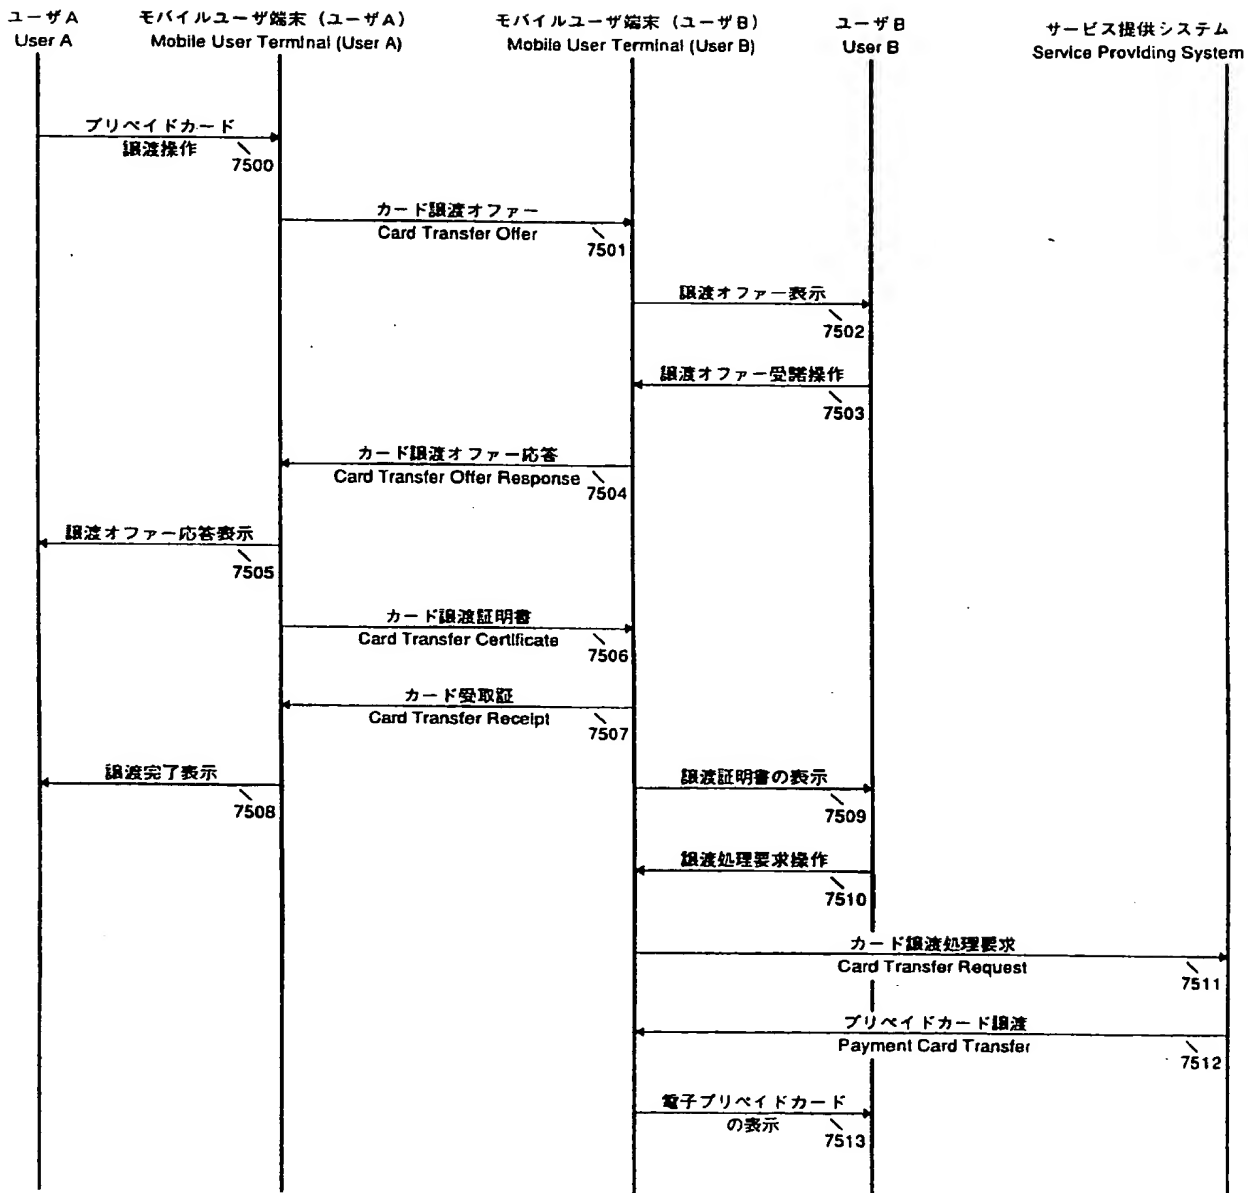 ユーザA
User A
モバイルユーザ端末（ユーザA）
Mobile User Terminal (User A)
モバイルユーザ端末（ユーザB）
Mobile User Terminal (User B)
ユーザB
User B
サービス提供システム
Service Providing System
プリペイドカード
譲渡操作
7500
カード譲渡オファー
Card Transfer Offer
7501
譲渡オファー表示
7502
譲渡オファー受諾操作
7503
カード譲渡オファー応答
Card Transfer Offer Response
7504
譲渡オファー応答表示
7505
カード譲渡証明書
Card Transfer Certificate
7506
カード受取証
Card Transfer Receipt
7507
譲渡完了表示
7508
譲渡証明書の表示
7509
譲渡処理要求操作
7510
カード譲渡処理要求
Card Transfer Request
7511
プリペイドカード譲渡
Payment Card Transfer
7512
電子プリペイドカード
の表示
7513